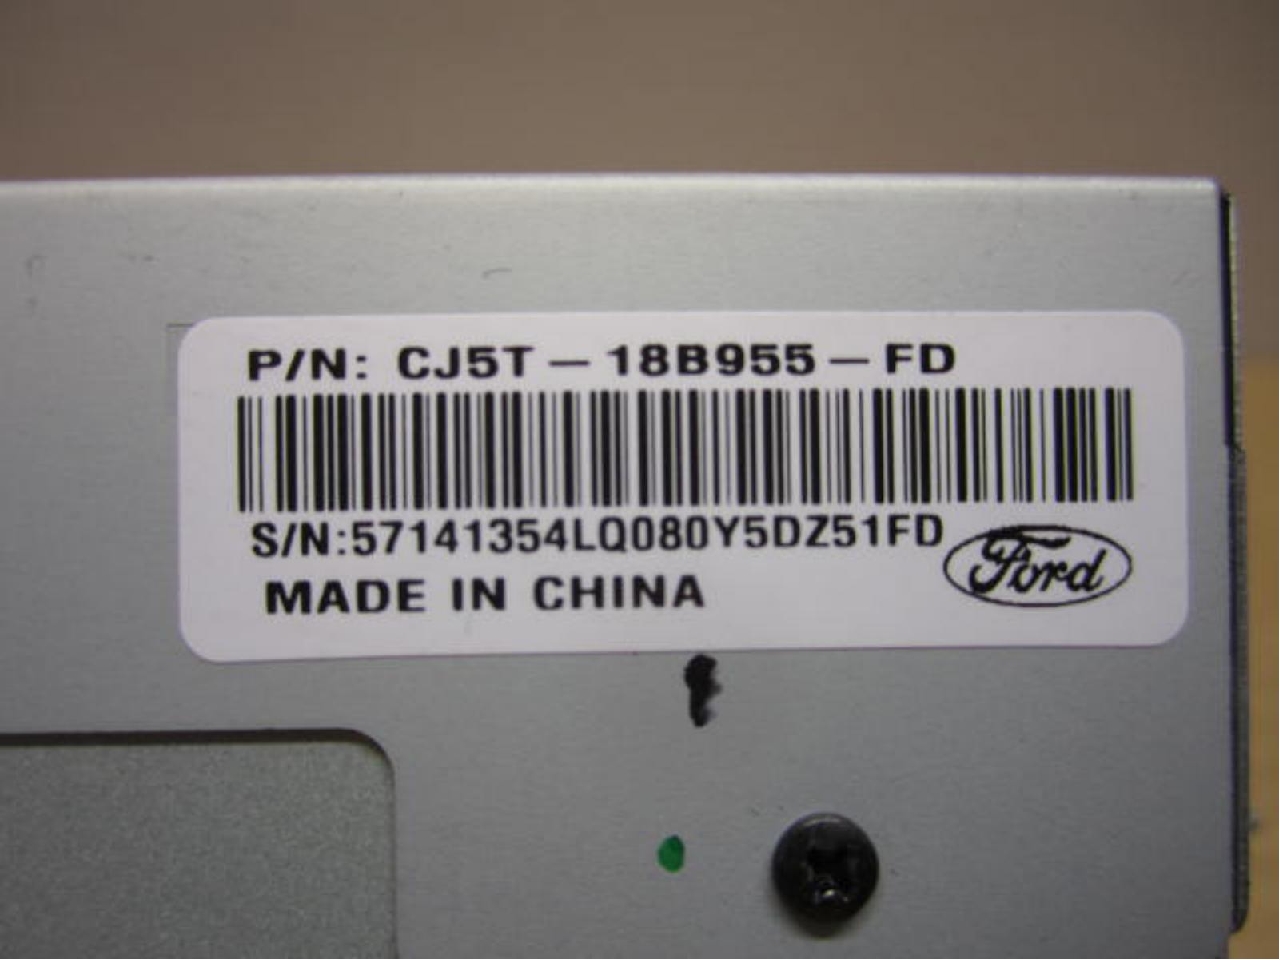 P/N: CJ5T-18B955-FD
S/N:57141354LQ080Y5DZ51FD
Ford
MADE IN CHINA